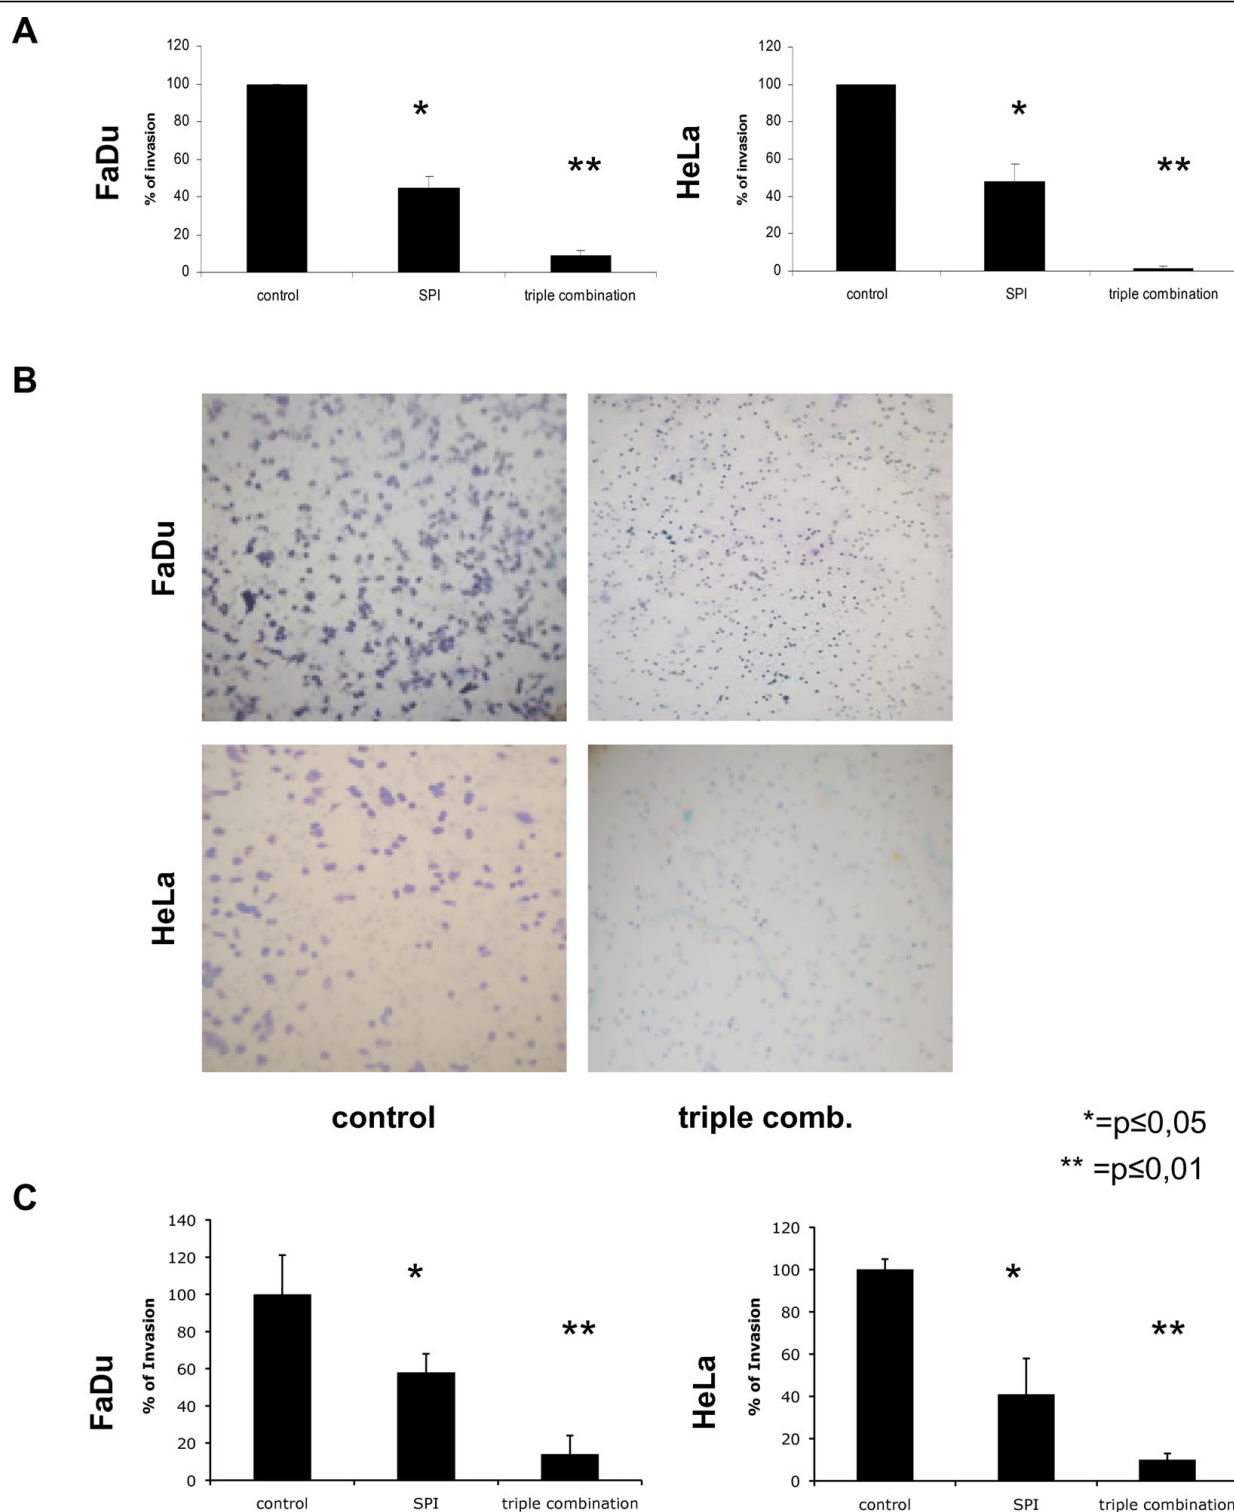 A
FaDu
% of invasion
120
100
80
60
40
20
0
control SPI triple combination
*
**
HeLa
% of invasion
120
100
80
60
40
20
0
control SPI triple combination
*
**
B
FaDu
HeLa
control triple comb.
*=p≤0,05
** =p≤0,01
C
FaDu
% of Invasion
140
120
100
80
60
40
20
0
control SPI triple combination
*
**
HeLa
% of Invasion
120
100
80
60
40
20
0
control SPI triple combination
*
**